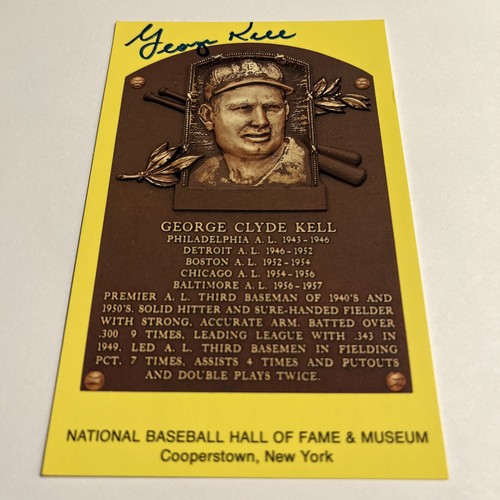 George Kell
GEORGE CLYDE KELL
PHILADELPHIA A.L. 1943-1946
DETROIT A.L. 1946-1952
BOSTON A.L. 1952-1954
CHICAGO A.L. 1954-1956
BALTIMORE A.L. 1956-1957
PREMIER A.L. THIRD BASEMAN OF 1940'S AND
1950'S. SOLID HITTER AND SURE-HANDED FIELDER
WITH STRONG, ACCURATE ARM. BATTED OVER
.300 9 TIMES, LEADING LEAGUE WITH .343 IN
1949. LED A.L. THIRD BASEMEN IN FIELDING
PCT. 7 TIMES, ASSISTS 4 TIMES AND PUTOUTS
AND DOUBLE PLAYS TWICE.
NATIONAL BASEBALL HALL OF FAME & MUSEUM
Cooperstown, New York